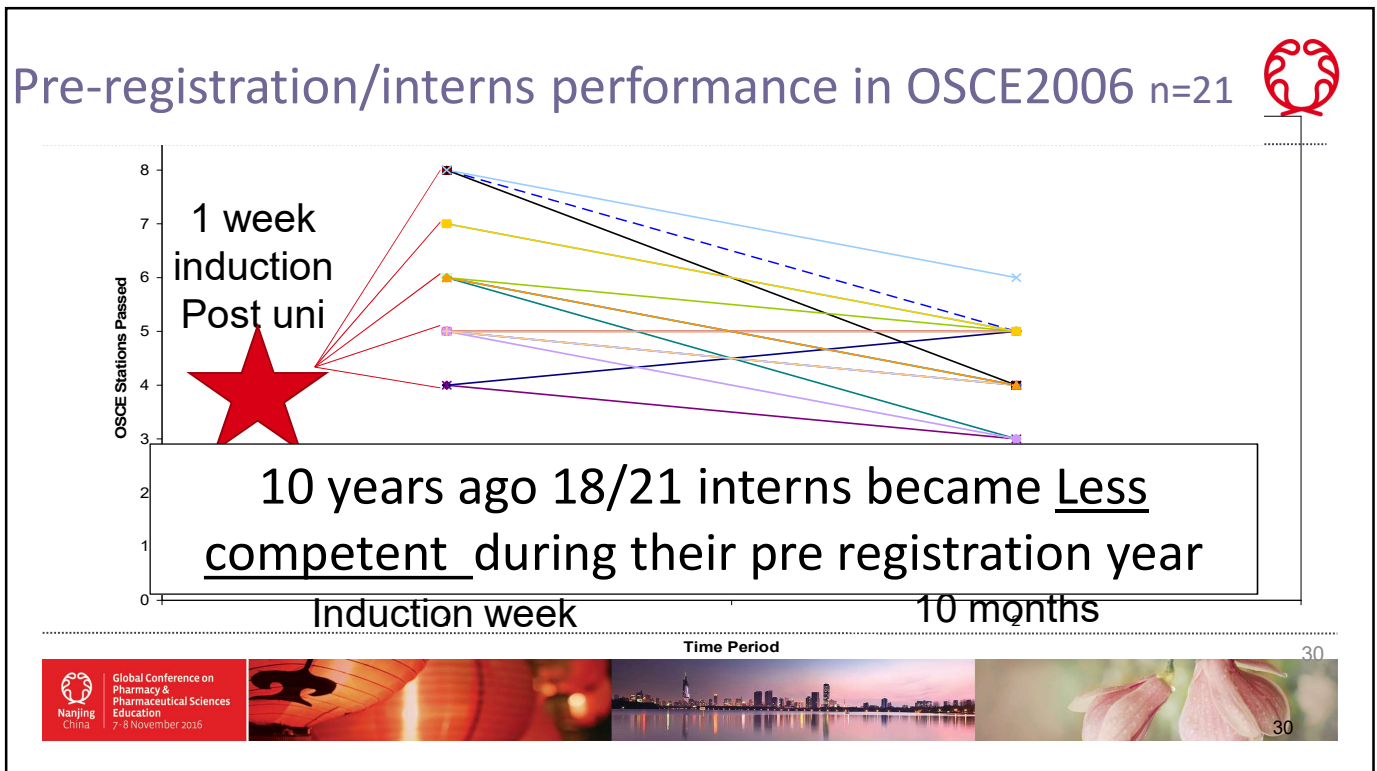 Pre-registration/interns performance in OSCE2006 n=21
8
7
6
5
4
3
2
1
0
OSCE Stations Passed
1 week
induction
Post uni
10 years ago 18/21 interns became Less
competent during their pre registration year
Induction week
10 months
2
Time Period
30
Nanjing
China
Global Conference on
Pharmacy &
Pharmaceutical Sciences
Education
7-8 November 2016
30